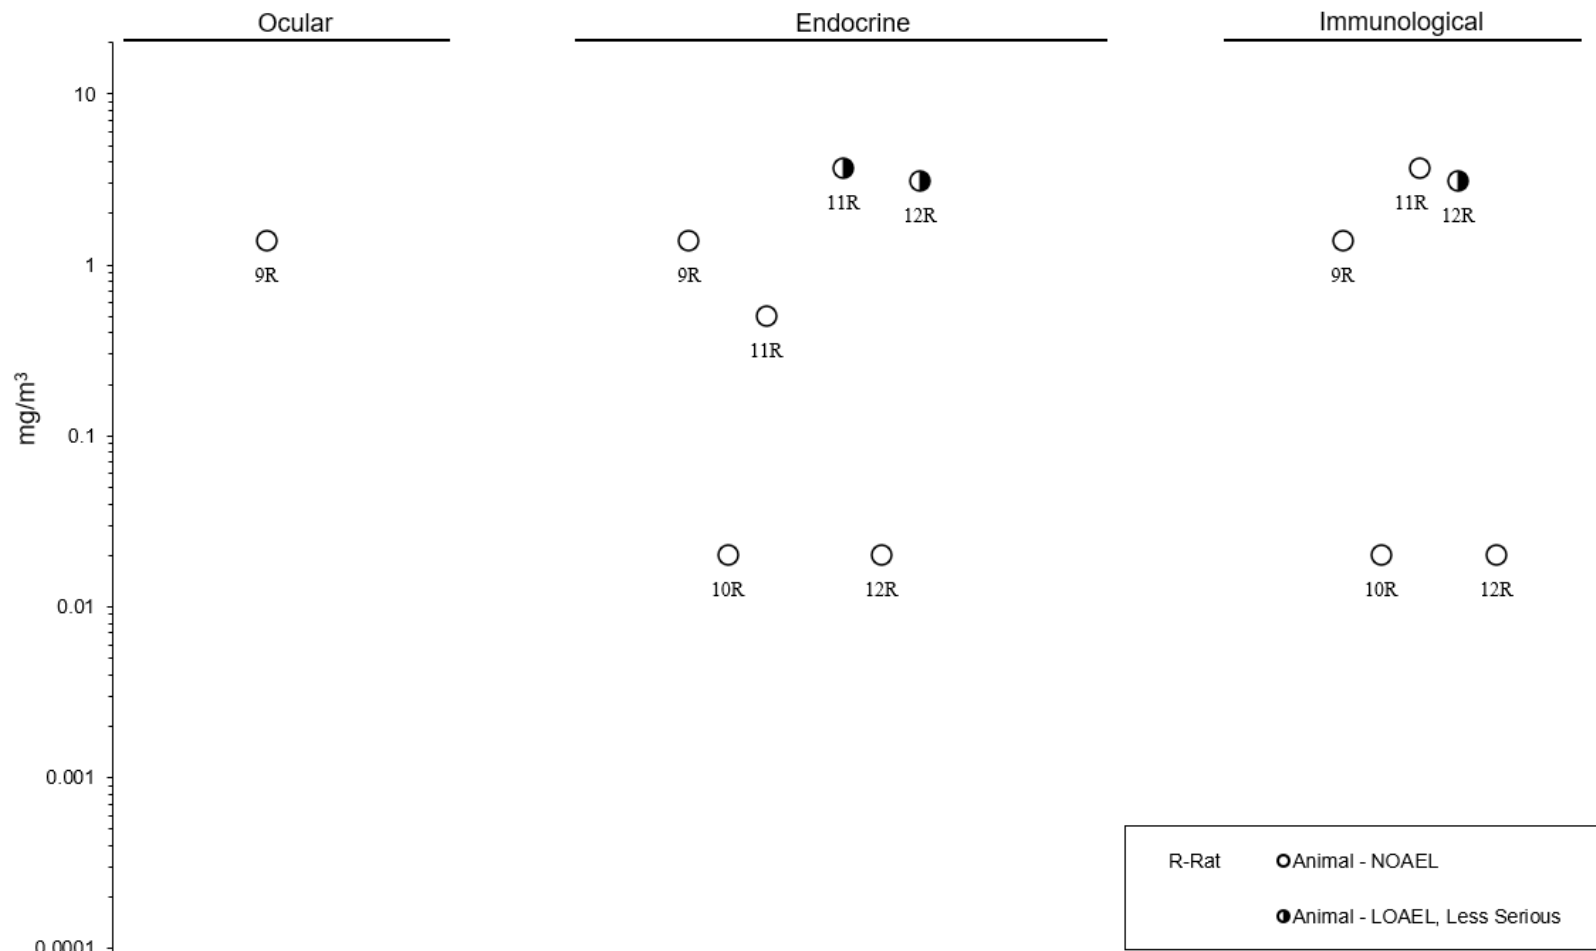 Ocular
Endocrine
Immunological
mg/m³
10
1
0.1
0.01
0.001
0.0001
9R
9R
10R
11R
11R
12R
12R
9R
10R
11R
12R
12R
R-Rat
Animal - NOAEL
Animal - LOAEL, Less Serious